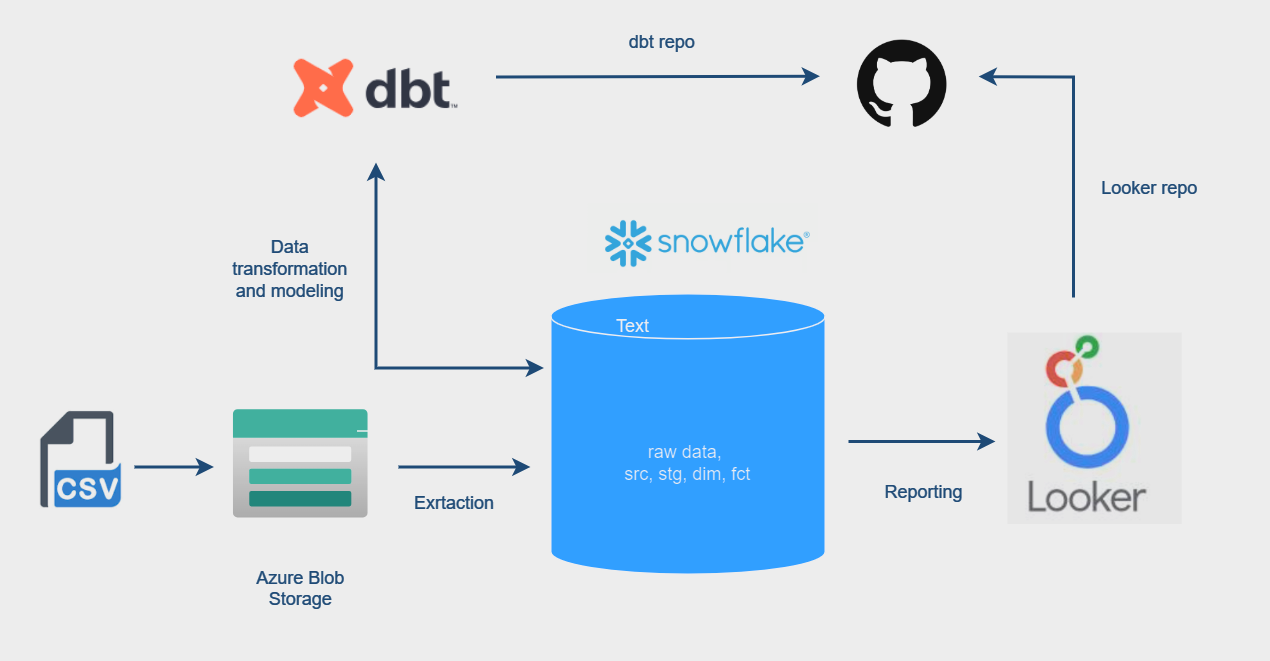 dbt repo
dbt™
Looker repo
Data
transformation
and modeling
snowflake®
Text
raw data,
src, stg, dim, fct
CSV
Exrtaction
Reporting
Looker
Azure Blob
Storage